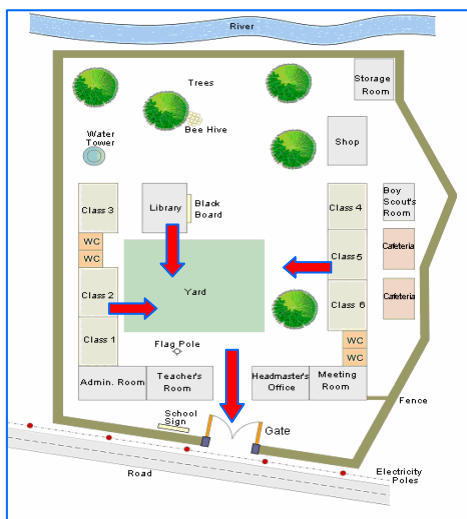 River
Trees
Storage
Room
Bee Hive
Water
Tower
Shop
Class 3
Library
Black
Board
Class 4
Boy
Scout's
Room
WC
WC
Class5
Cafeteria
Class 2
Yard
Class 6
Cafeteria
Class 1
Flag Pole
WC
WC
Admin. Room
Teacher's
Room
Headmaster's
Office
Meeting
Room
Fence
School
Sign
Gate
Road
Electricity
Poles